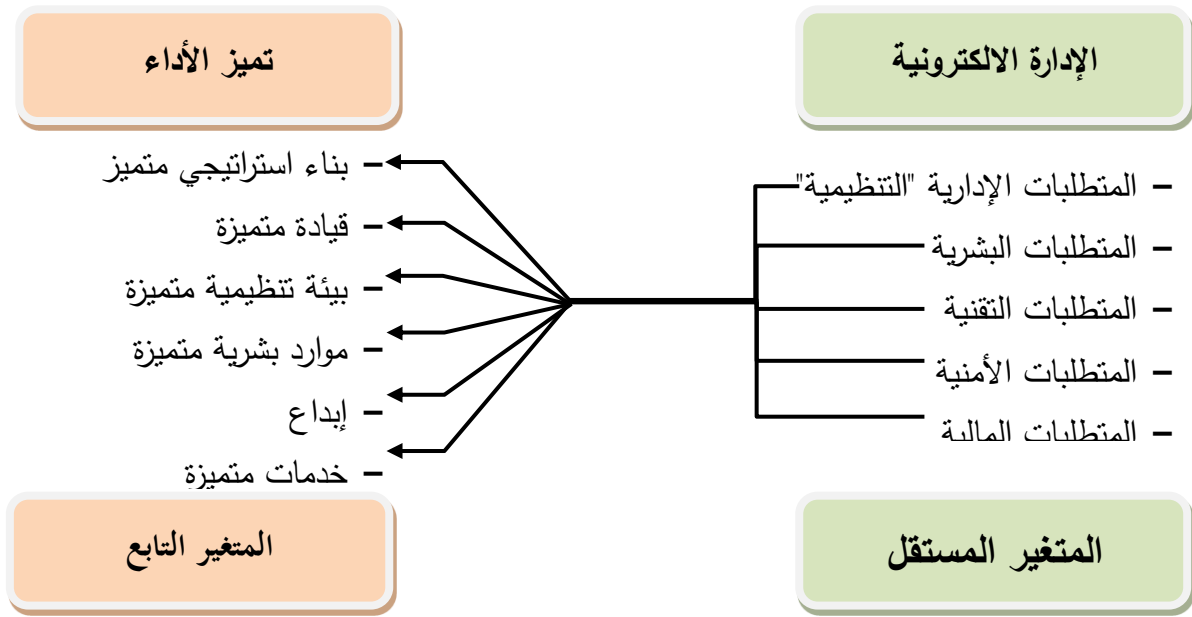 الإدارة الالكترونية
– المتطلبات الإدارية "التنظيمية"
– المتطلبات البشرية
– المتطلبات التقنية
– المتطلبات الأمنية
– المتطلبات المالية
المتغير المستقل
تميز الأداء
– بناء استراتيجي متميز
– قيادة متميزة
– بيئة تنظيمية متميزة
– موارد بشرية متميزة
– إبداع
– خدمات متميزة
المتغير التابع